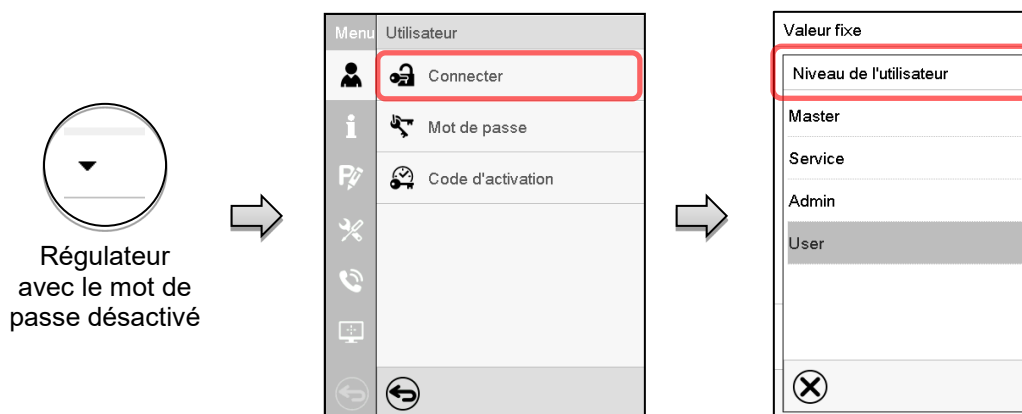 Régulateur
avec le mot de
passe désactivé
Menu
Utilisateur
Connecter
Mot de passe
Code d'activation
Valeur fixe
Niveau de l'utilisateur
Master
Service
Admin
User